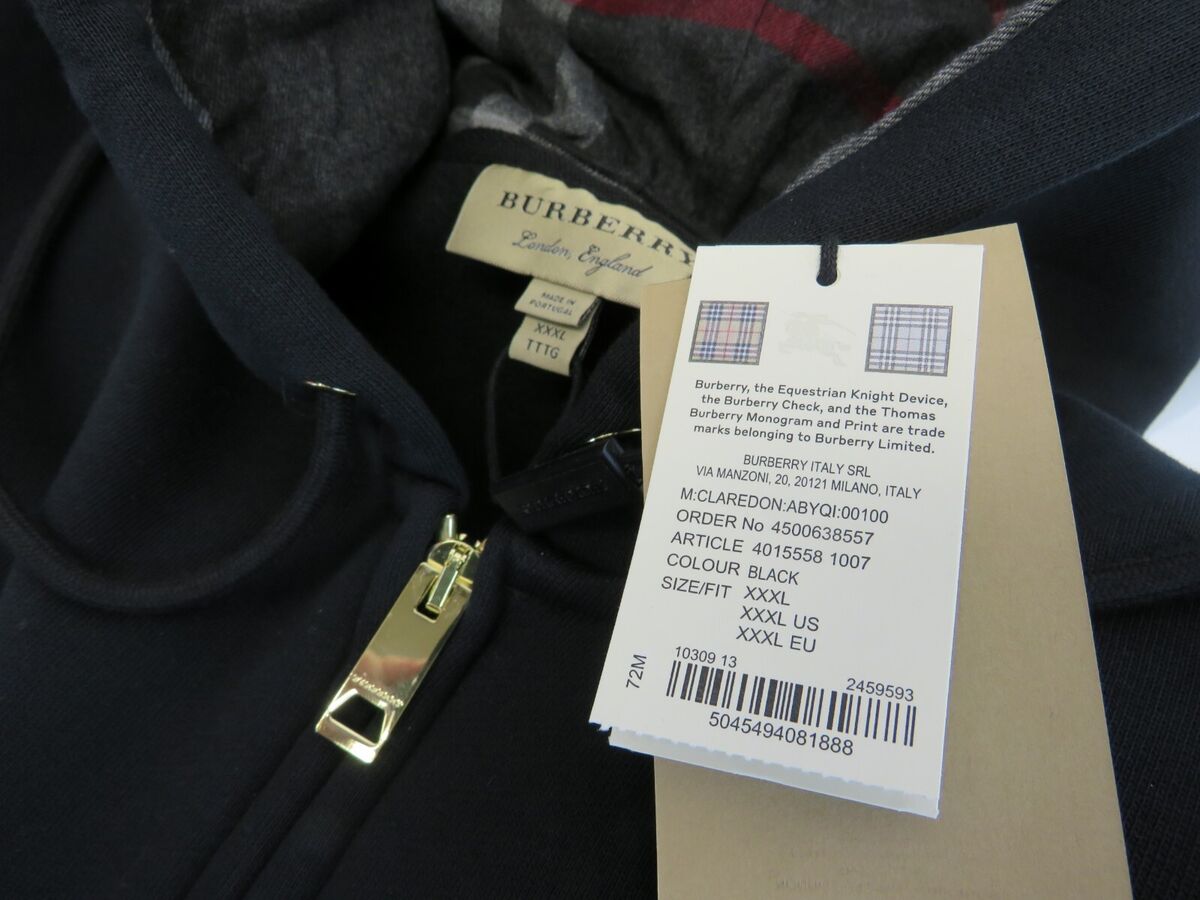 BURBERRY
London, England
MADE IN
PORTUGAL
XXXL
TTTG
Burberry, the Equestrian Knight Device,
the Burberry Check, and the Thomas
Burberry Monogram and Print are trade
marks belonging to Burberry Limited.
BURBERRY ITALY SRL
VIA MANZONI, 20, 20121 MILANO, ITALY
M:CLAREDON:ABYQI:00100
ORDER No 4500638557
ARTICLE 4015558 1007
COLOUR BLACK
SIZE/FIT XXXL
XXXL US
XXXL EU
72M
10309 13
2459593
5045494081888